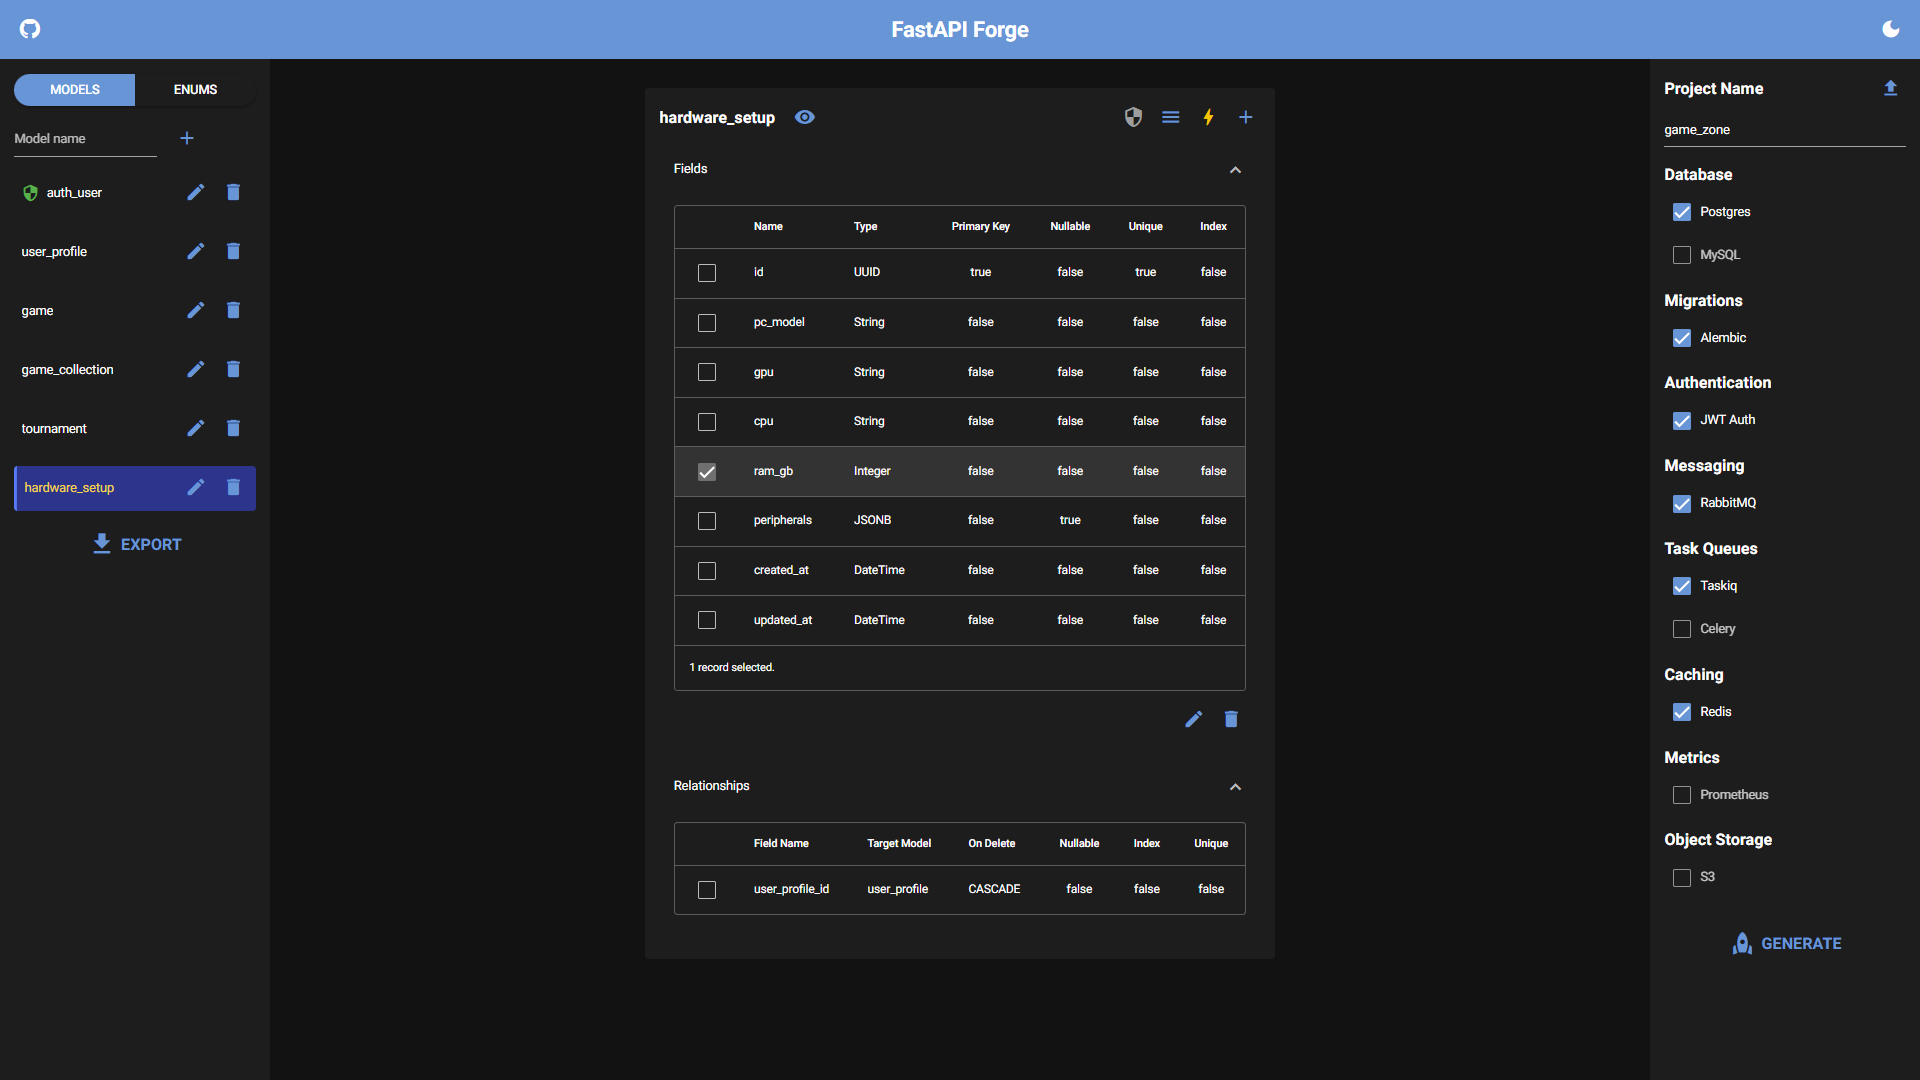 FastAPI Forge
MODELS
ENUMS
Model name
auth_user
user_profile
game
game_collection
tournament
hardware_setup
EXPORT
hardware_setup
Fields
Name Type Primary Key Nullable Unique Index
id UUID true false true false
pc_model String false false false false
gpu String false false false false
cpu String false false false false
ram_gb Integer false false false false
peripherals JSONB false true false false
created_at DateTime false false false false
updated_at DateTime false false false false
1 record selected.
Relationships
Field Name Target Model On Delete Nullable Index Unique
user_profile_id user_profile CASCADE false false false
Project Name
game_zone
Database
Postgres
MySQL
Migrations
Alembic
Authentication
JWT Auth
Messaging
RabbitMQ
Task Queues
Taskiq
Celery
Caching
Redis
Metrics
Prometheus
Object Storage
S3
GENERATE